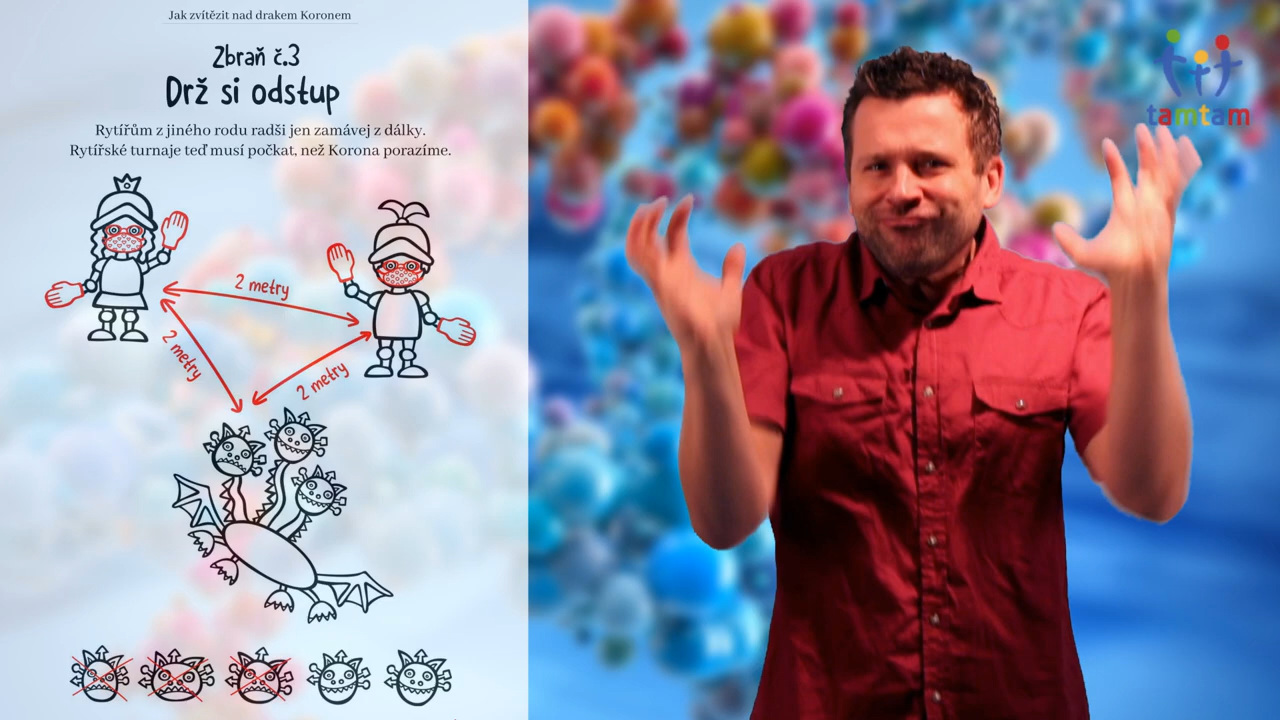 Jak zvítězit nad drakem Koronem
Zbraň č.3
Drž si odstup
Rytířům z jiného rodu radši jen zamávej z dálky.
Rytířské turnaje teď musí počkat, než Korona porazíme.
2 metry
2 metry
2 metry
tamtam